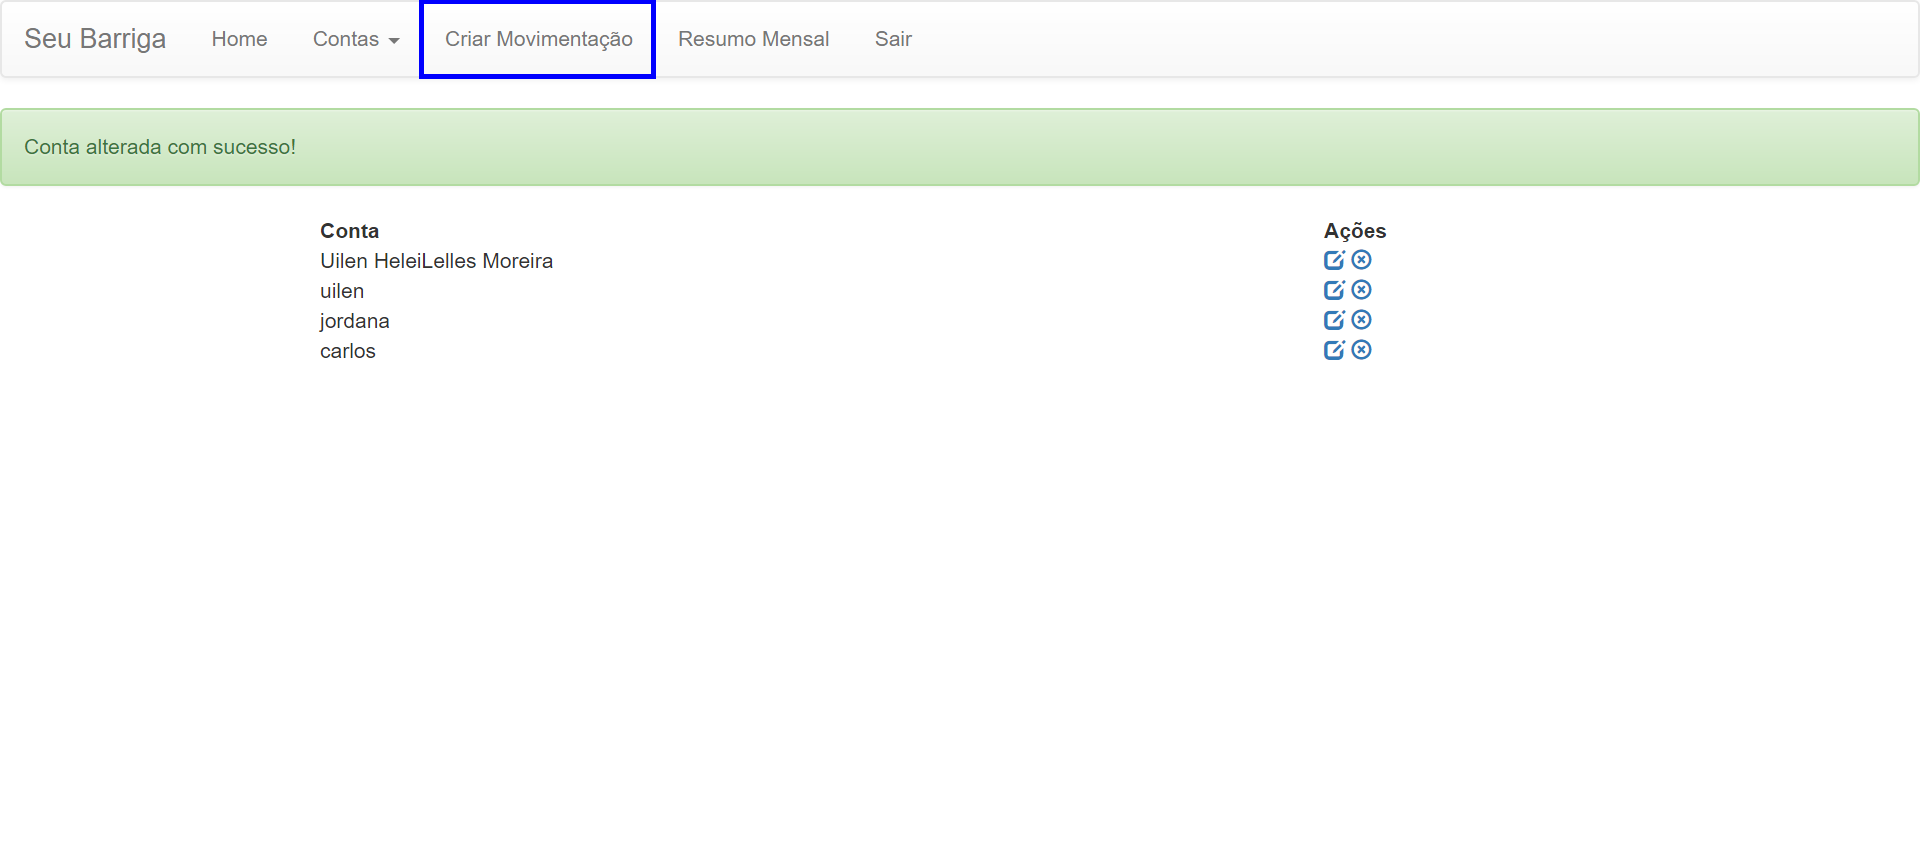 Seu Barriga Home Contas Criar Movimentação Resumo Mensal Sair
Conta alterada com sucesso!
Conta Ações
Uilen HeleiLelles Moreira
uilen
jordana
carlos